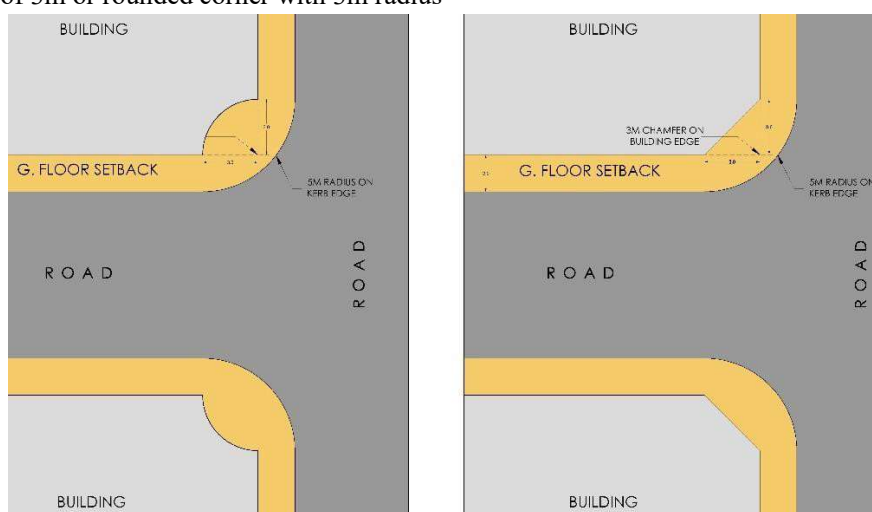 of 3m or rounded corner with 3m radius
BUILDING
G. FLOOR SETBACK
5M RADIUS ON
KERB EDGE
ROAD
ROAD
BUILDING
BUILDING
3M CHAMFER ON
BUILDING EDGE
G. FLOOR SETBACK
5M RADIUS ON
KERB EDGE
ROAD
ROAD
BUILDING